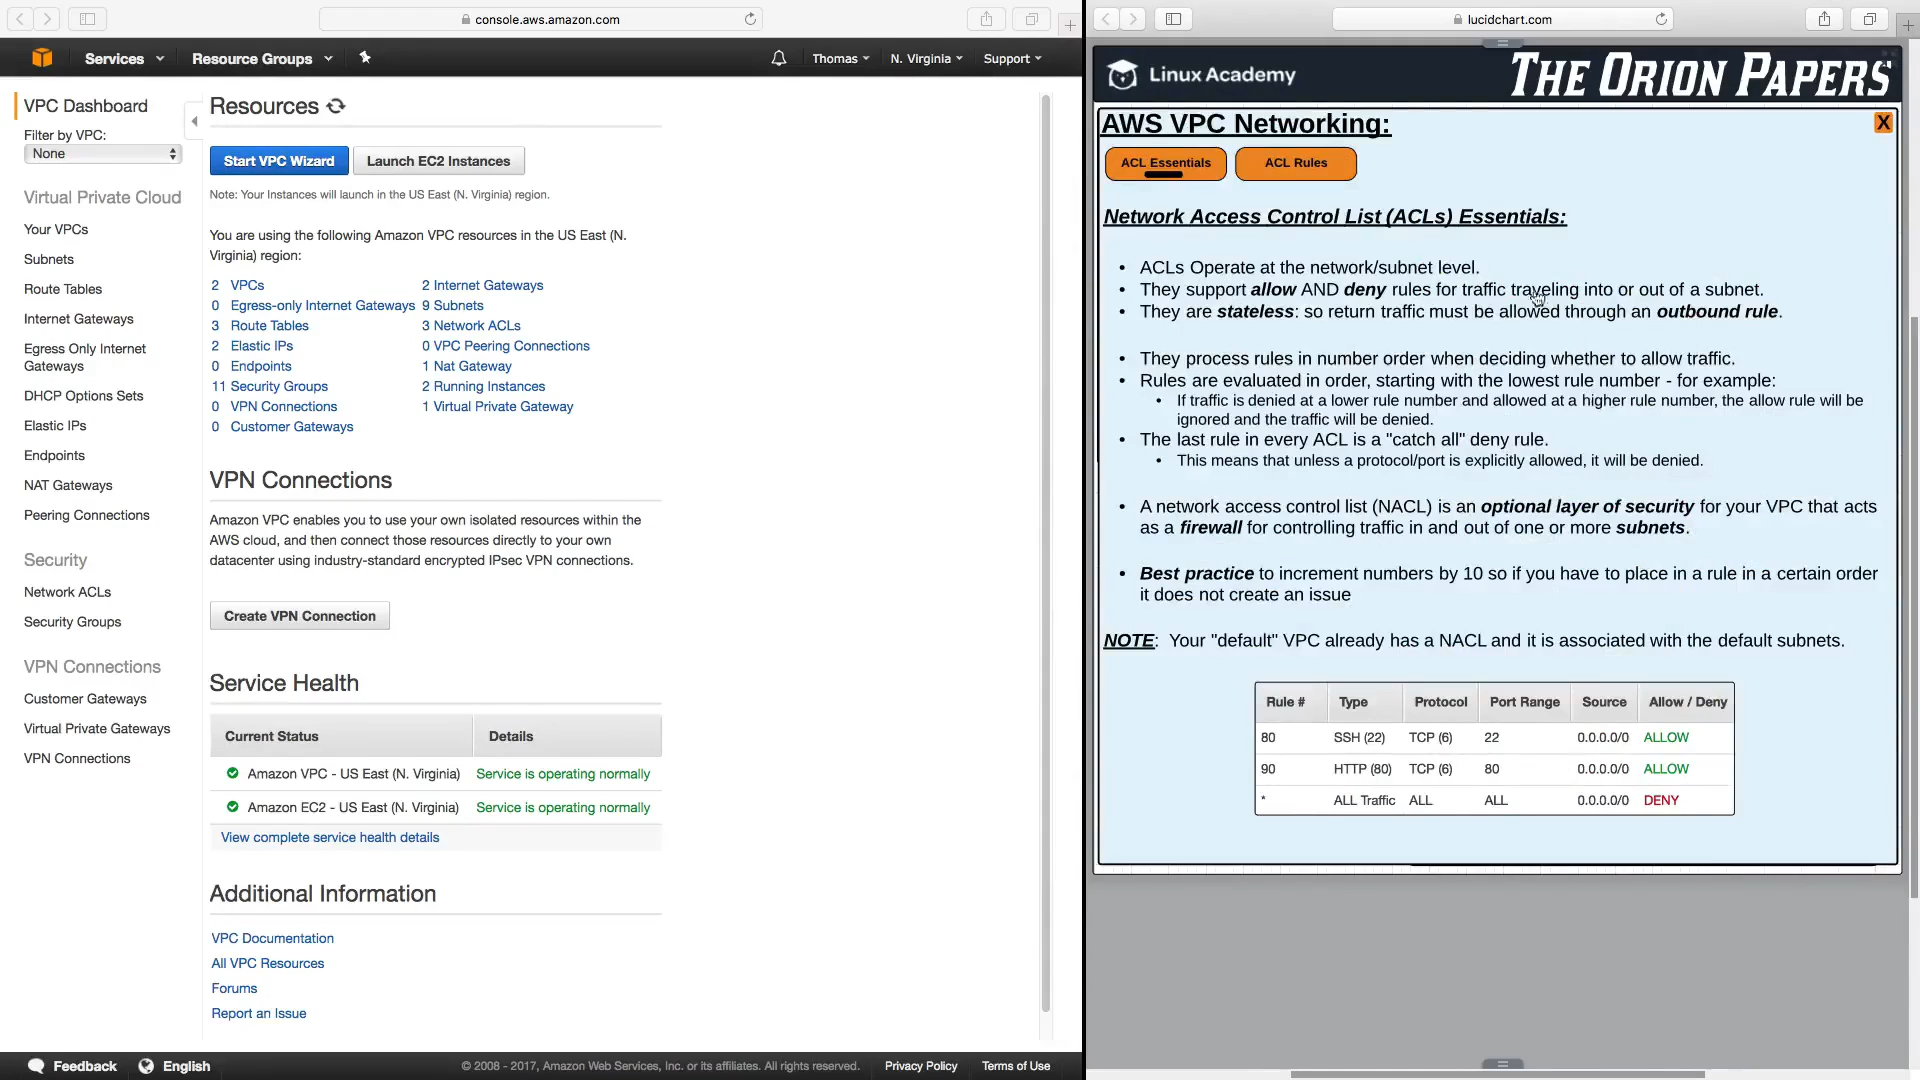 console.aws.amazon.com
Services
Resource Groups
Thomas
N. Virginia
Support
VPC Dashboard
Filter by VPC:
None
Virtual Private Cloud
Your VPCs
Subnets
Route Tables
Internet Gateways
Egress Only Internet
Gateways
DHCP Options Sets
Elastic IPs
Endpoints
NAT Gateways
Peering Connections
Security
Network ACLs
Security Groups
VPN Connections
Customer Gateways
Virtual Private Gateways
VPN Connections
Resources
Start VPC Wizard
Launch EC2 Instances
Note: Your Instances will launch in the US East (N. Virginia) region.
You are using the following Amazon VPC resources in the US East (N.
Virginia) region:
2 VPCs
2 Internet Gateways
0 Egress-only Internet Gateways
9 Subnets
3 Route Tables
3 Network ACLs
2 Elastic IPs
0 VPC Peering Connections
0 Endpoints
1 Nat Gateway
11 Security Groups
2 Running Instances
0 VPN Connections
1 Virtual Private Gateway
0 Customer Gateways
VPN Connections
Amazon VPC enables you to use your own isolated resources within the
AWS cloud, and then connect those resources directly to your own
datacenter using industry-standard encrypted IPsec VPN connections.
Create VPN Connection
Service Health
Current Status Details
Amazon VPC - US East (N. Virginia) Service is operating normally
Amazon EC2 - US East (N. Virginia) Service is operating normally
View complete service health details
Additional Information
VPC Documentation
All VPC Resources
Forums
Report an Issue
Feedback
English
© 2008 - 2017, Amazon Web Services, Inc. or its affiliates. All rights reserved.
Privacy Policy
Terms of Use
lucidchart.com
Linux Academy
The Orion Papers
AWS VPC Networking:
X
ACL Essentials
ACL Rules
Network Access Control List (ACLs) Essentials:
• ACLs Operate at the network/subnet level.
• They support allow AND deny rules for traffic traveling into or out of a subnet.
• They are stateless: so return traffic must be allowed through an outbound rule.
• They process rules in number order when deciding whether to allow traffic.
• Rules are evaluated in order, starting with the lowest rule number - for example:
• If traffic is denied at a lower rule number and allowed at a higher rule number, the allow rule will be
ignored and the traffic will be denied.
• The last rule in every ACL is a "catch all" deny rule.
• This means that unless a protocol/port is explicitly allowed, it will be denied.
• A network access control list (NACL) is an optional layer of security for your VPC that acts
as a firewall for controlling traffic in and out of one or more subnets.
• Best practice to increment numbers by 10 so if you have to place in a rule in a certain order
it does not create an issue
NOTE: Your "default" VPC already has a NACL and it is associated with the default subnets.
Rule # Type Protocol Port Range Source Allow / Deny
80 SSH (22) TCP (6) 22 0.0.0.0/0 ALLOW
90 HTTP (80) TCP (6) 80 0.0.0.0/0 ALLOW
* ALL Traffic ALL ALL 0.0.0.0/0 DENY